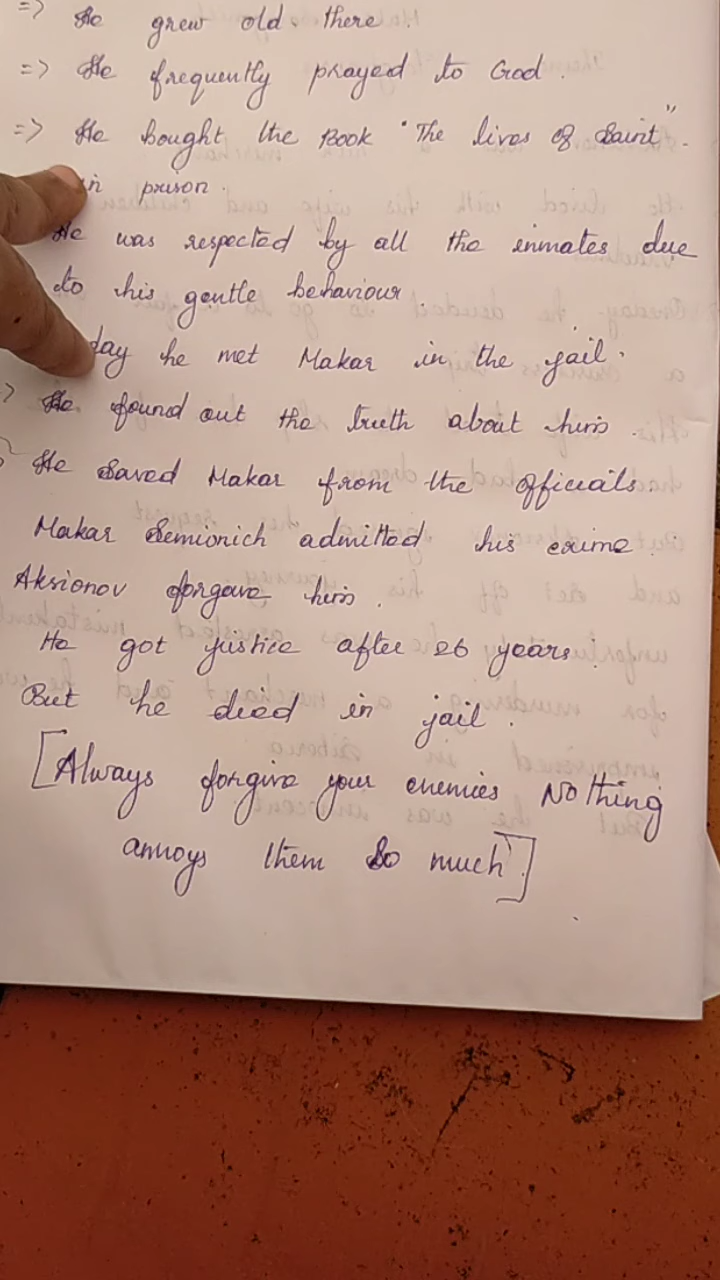 => He grew old there.
=> He frequently prayed to God.
=> He bought the Book "The lives of Saint".
in prison.
He was respected by all the inmates due
to his gentle behaviour.
day he met Makar in the jail.
> He found out the truth about him.
He Saved Makar from the officials.
Makar Semionich admitted his crime.
Aksionov forgave him.
He got justice after 26 years.
But he died in jail.
[Always forgive your enemies Nothing
annoys them So much]